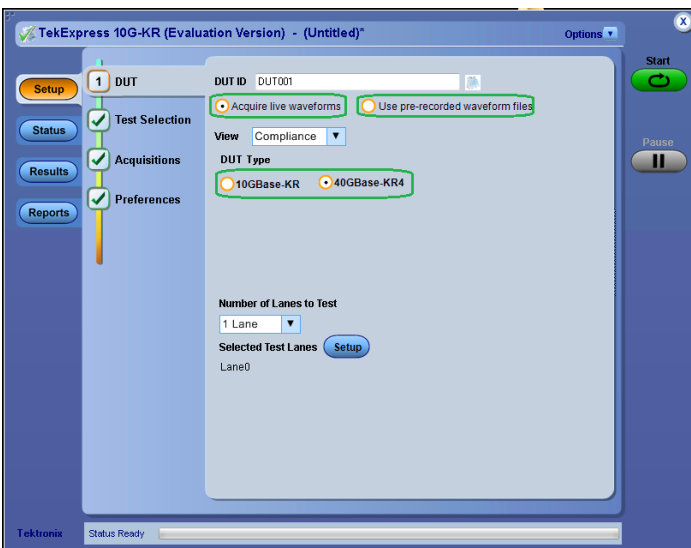 TekExpress 10G-KR (Evaluation Version) - (Untitled)*
Options
x
Start
Pause
Setup
Status
Results
Reports
1 DUT
Test Selection
Acquisitions
Preferences
DUT ID DUT001
Acquire live waveforms Use pre-recorded waveform files
View Compliance
DUT Type
10GBase-KR 40GBase-KR4
Number of Lanes to Test
1 Lane
Selected Test Lanes Setup
Lane0
Tektronix Status Ready